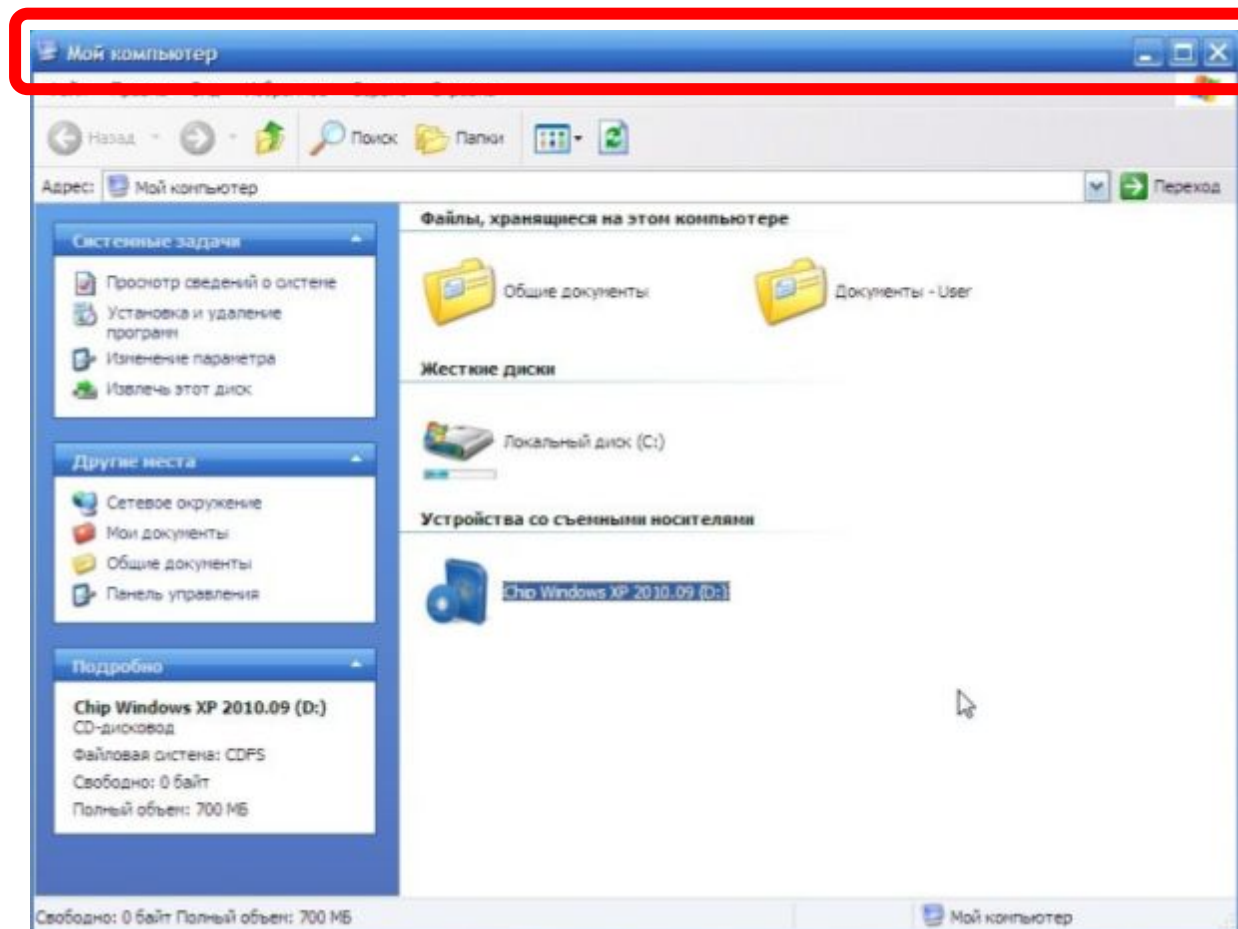 Мой компьютер
Назад
Поиск
Папки
Адрес: Мой компьютер
Переход
Системные задачи
Просмотр сведений о системе
Установка и удаление
программ
Изменение параметра
Извлечь этот диск
Другие места
Сетевое окружение
Мои документы
Общие документы
Панель управления
Подробно
Chip Windows XP 2010.09 (D:)
CD-дисковод
Файловая система: CDFS
Свободно: 0 байт
Полный объем: 700 МБ
Файлы, хранящиеся на этом компьютере
Общие документы
Документы - User
Жесткие диски
Локальный диск (C:)
Устройства со съемными носителями
Chip Windows XP 2010.09 (D:)
Свободно: 0 байт Полный объем: 700 МБ
Мой компьютер